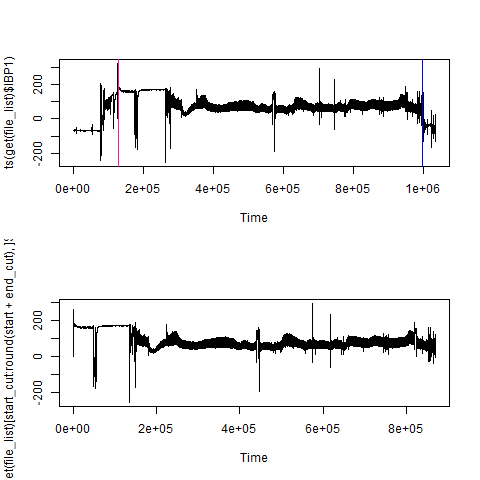 ts(get(file_list)$IBP1)
200
0
-200
0e+00 2e+05 4e+05 6e+05 8e+05 1e+06
Time
et(file_list)[start_cut:round(start + end_cut), ]$
200
0
-200
0e+00 2e+05 4e+05 6e+05 8e+05
Time